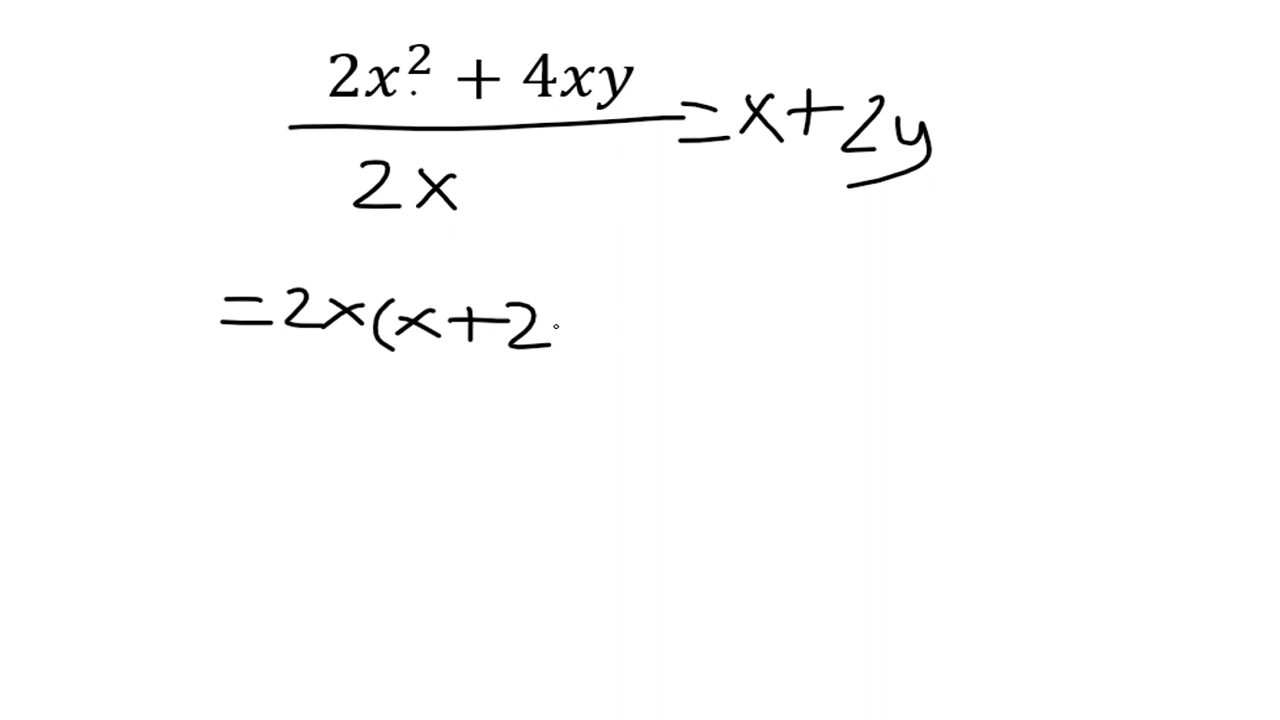 2x² + 4xy
2x
= x + 2y
= 2x(x + 2